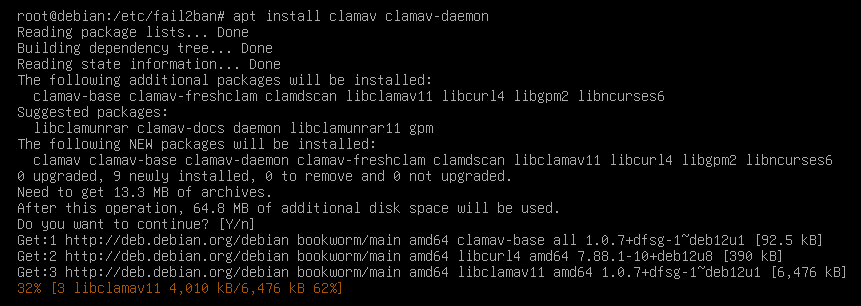 root@debian:/etc/fail2ban# apt install clamav clamav-daemon
Reading package lists... Done
Building dependency tree... Done
Reading state information... Done
The following additional packages will be installed:
  clamav-base clamav-freshclam clamdscan libclamav11 libcurl4 libgpm2 libncurses6
Suggested packages:
  libclamunrar clamav-docs daemon libclamunrar11 gpm
The following NEW packages will be installed:
  clamav clamav-base clamav-daemon clamav-freshclam clamdscan libclamav11 libcurl4 libgpm2 libncurses6
0 upgraded, 9 newly installed, 0 to remove and 0 not upgraded.
Need to get 13.3 MB of archives.
After this operation, 64.8 MB of additional disk space will be used.
Do you want to continue? [Y/n]
Get:1 http://deb.debian.org/debian bookworm/main amd64 clamav-base all 1.0.7+dfsg-1~deb12u1 [92.5 kB]
Get:2 http://deb.debian.org/debian bookworm/main amd64 libcurl4 amd64 7.88.1-10+deb12u8 [390 kB]
Get:3 http://deb.debian.org/debian bookworm/main amd64 libclamav11 amd64 1.0.7+dfsg-1~deb12u1 [6,476 kB]
32% [3 libclamav11 4,010 kB/6,476 kB 62%]